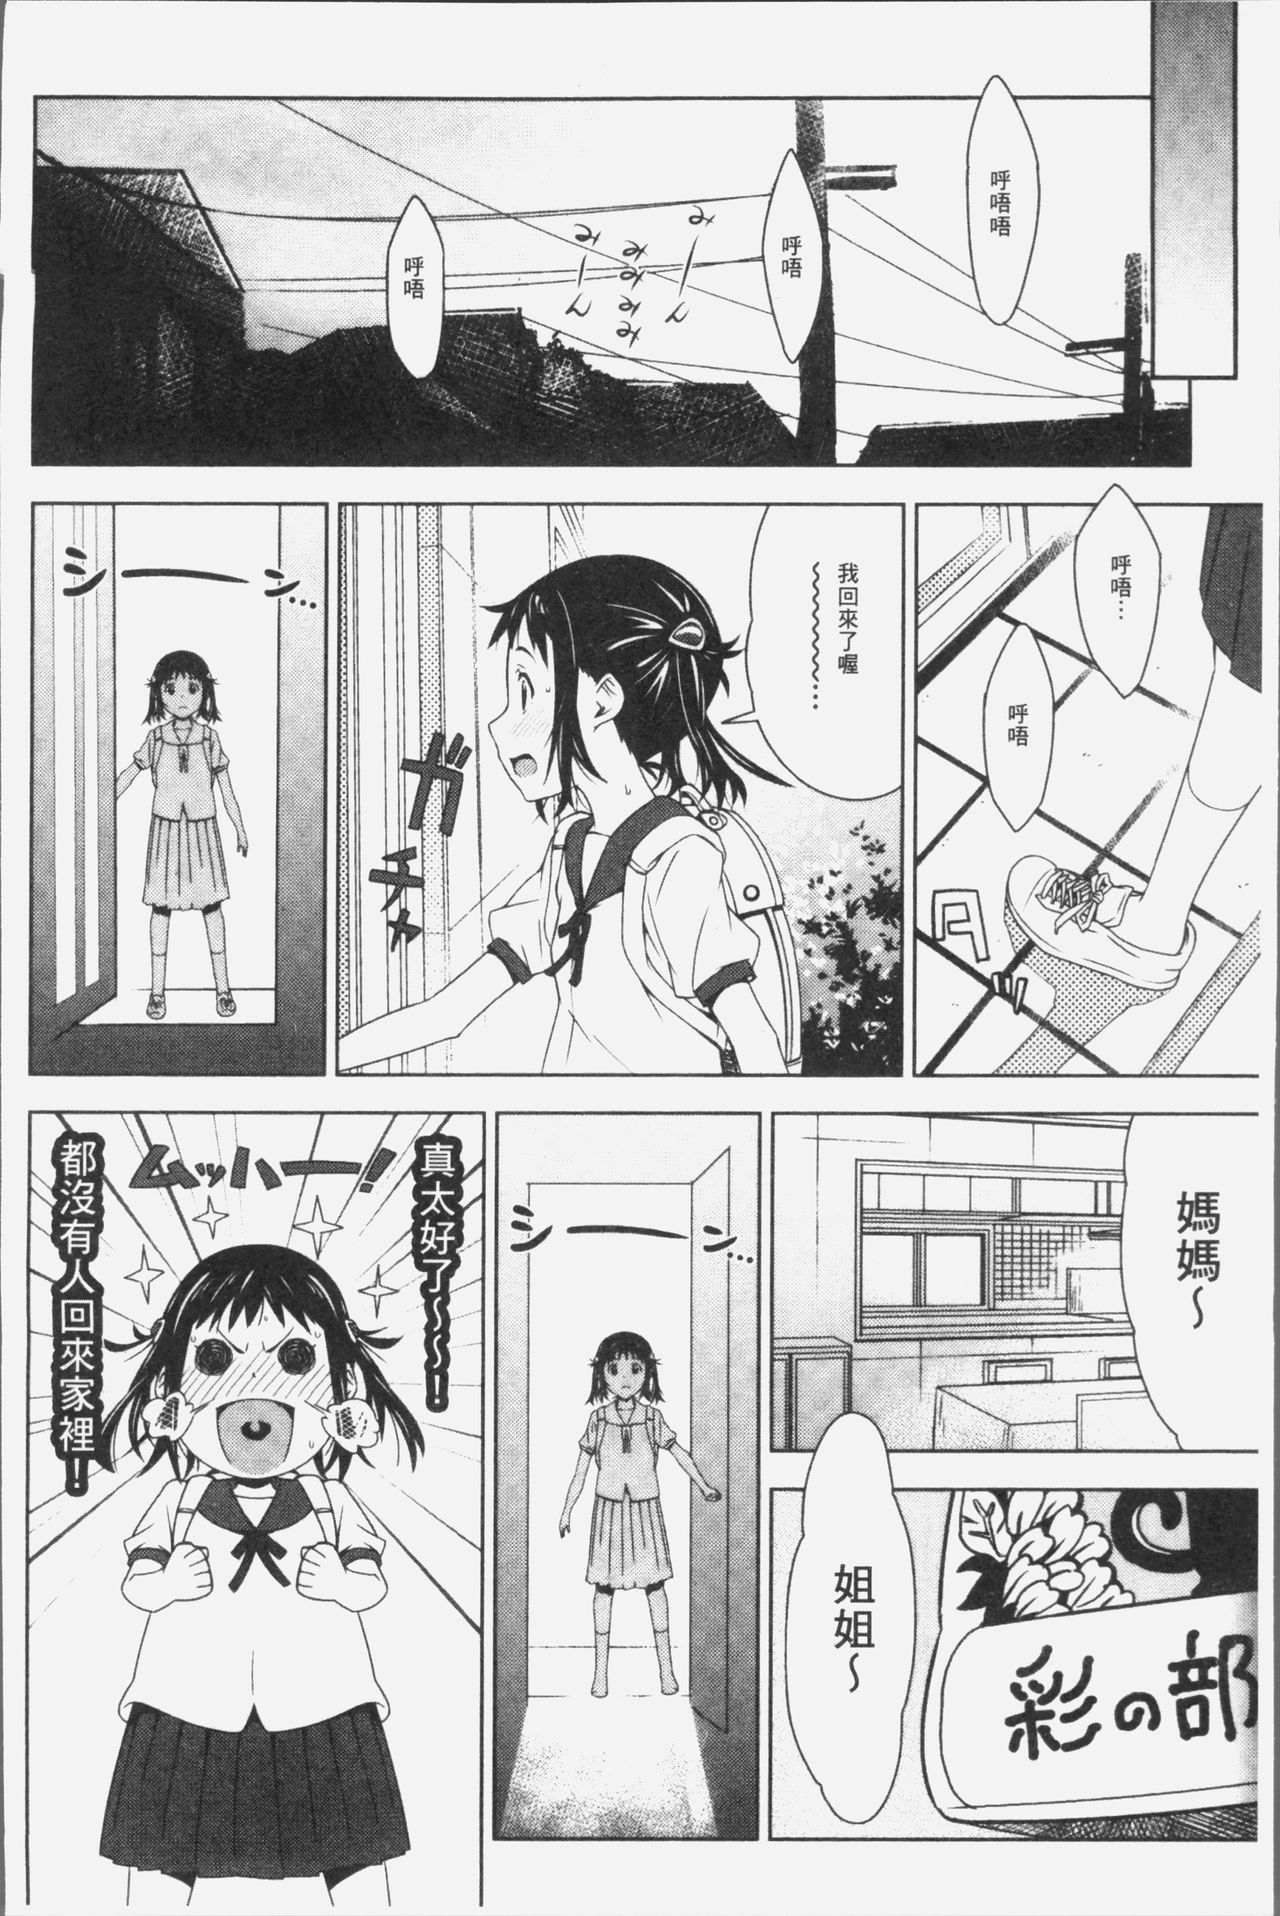 呼唔唔
呼唔
みーン
みみみみ
みーン
呼唔
呼唔…
呼唔
タッ
我回來了喔～～～…
ガチャ
シーーン…
媽媽～
彩の部
姐姐～
シーーン…
真太好了～～！
ムッハー！
都沒有人回來家裡！